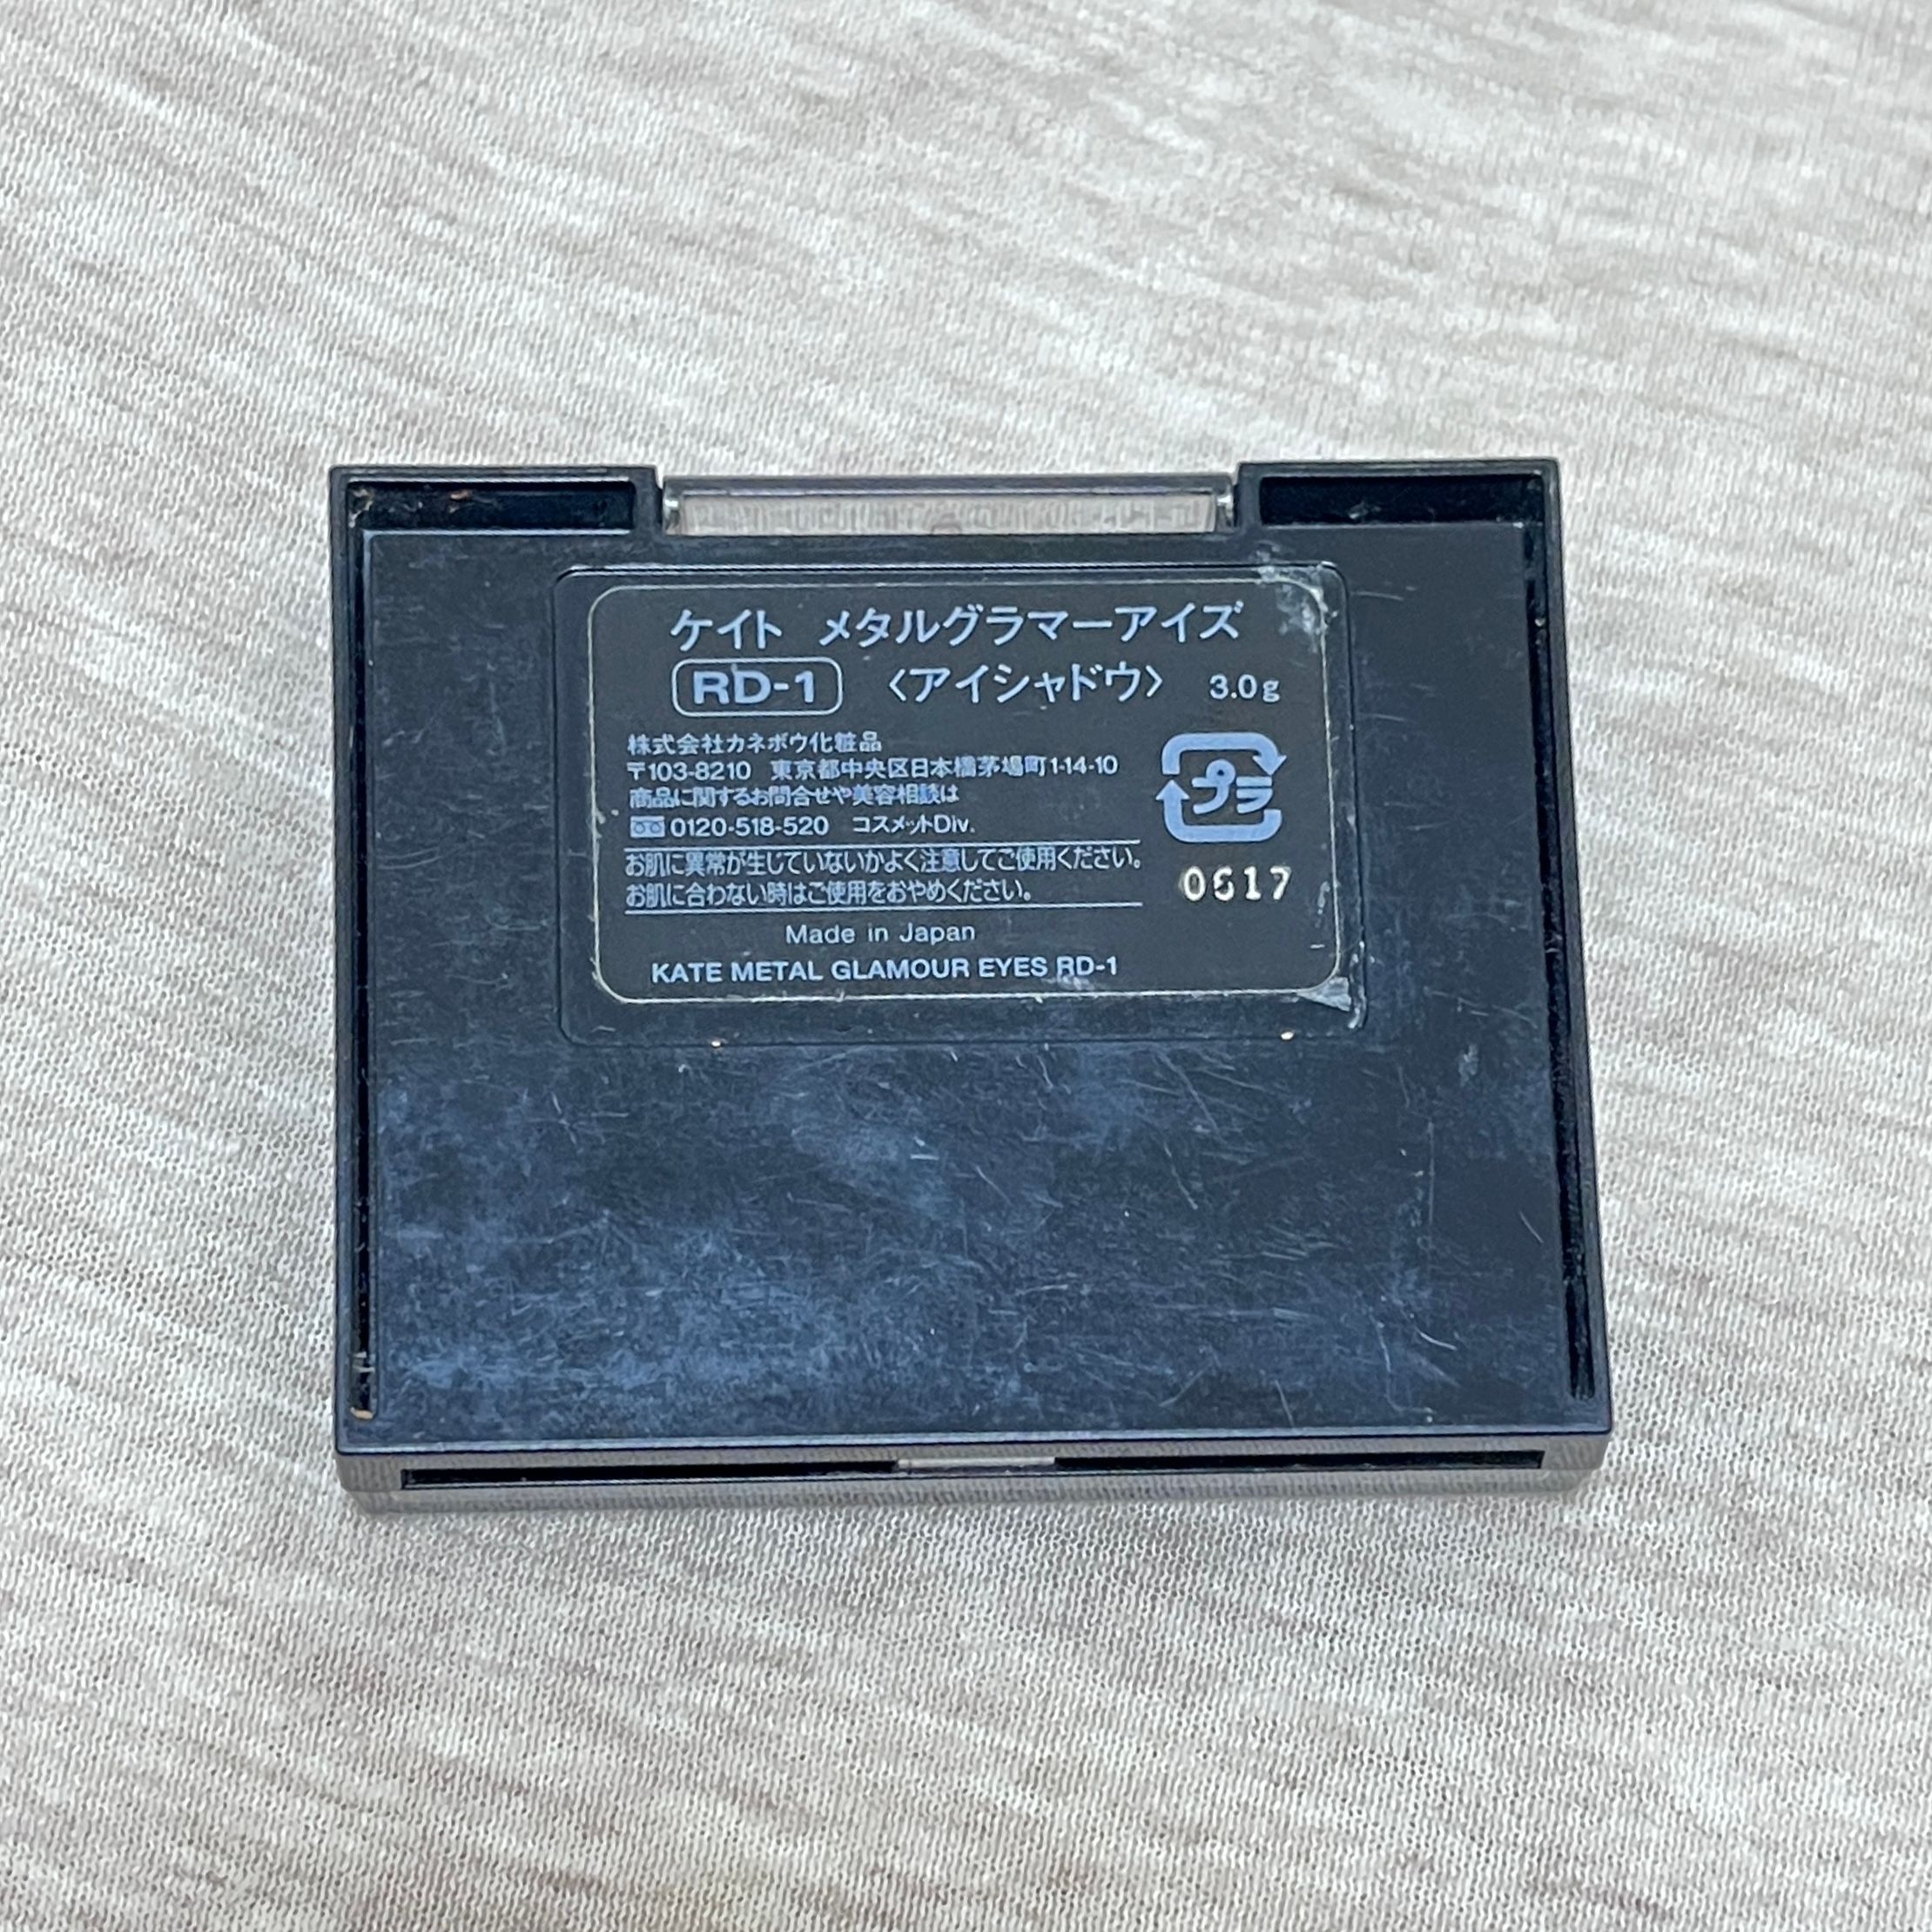 ケイト メタルグラマーアイズ
RD-1 〈アイシャドウ〉 3.0g
株式会社カネボウ化粧品
〒103-8210 東京都中央区日本橋茅場町1-14-10
商品に関するお問合せや美容相談は
0120-518-520 コスメットDiv.
プラ
お肌に異常が生じていないかよく注意してご使用ください。
お肌に合わない時はご使用をおやめください。
0617
Made in Japan
KATE METAL GLAMOUR EYES RD-1